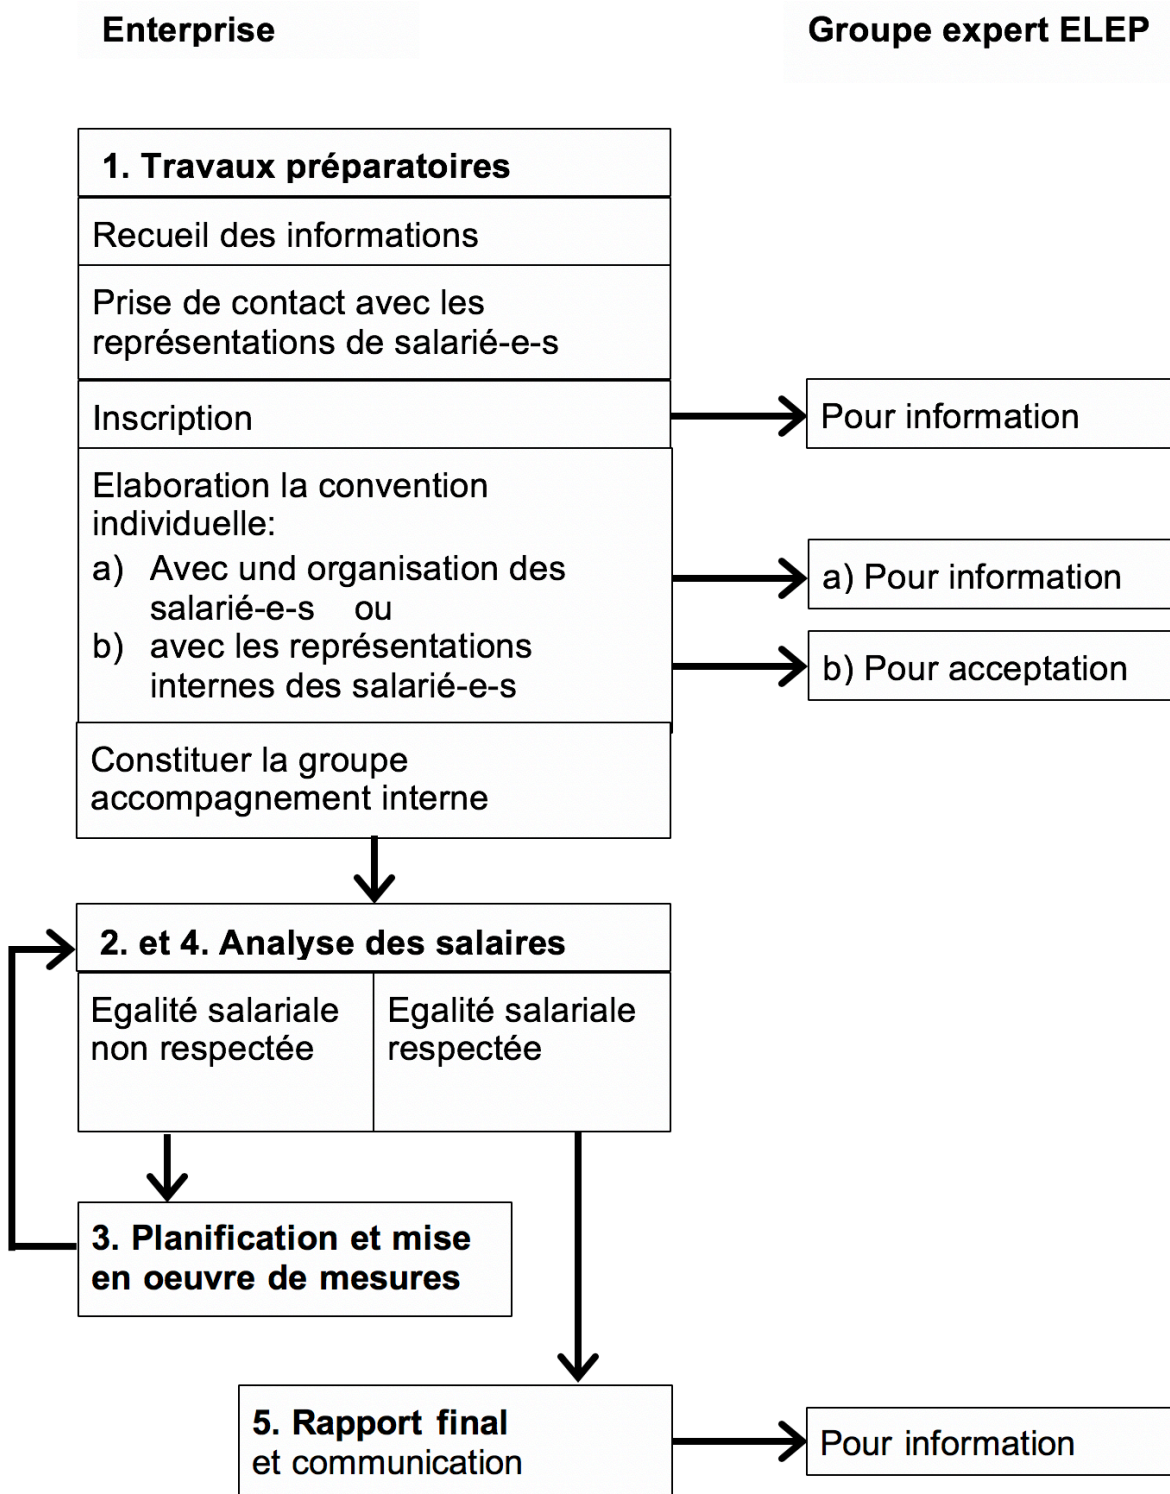 Enterprise
Groupe expert ELEP
1. Travaux préparatoires
Recueil des informations
Prise de contact avec les
représentations de salarié-e-s
Inscription
Pour information
Elaboration la convention
individuelle:
a) Avec und organisation des
salarié-e-s ou
b) avec les représentations
internes des salarié-e-s
a) Pour information
b) Pour acceptation
Constituer la groupe
accompagnement interne
2. et 4. Analyse des salaires
Egalité salariale
non respectée
Egalité salariale
respectée
3. Planification et mise
en oeuvre de mesures
5. Rapport final
et communication
Pour information